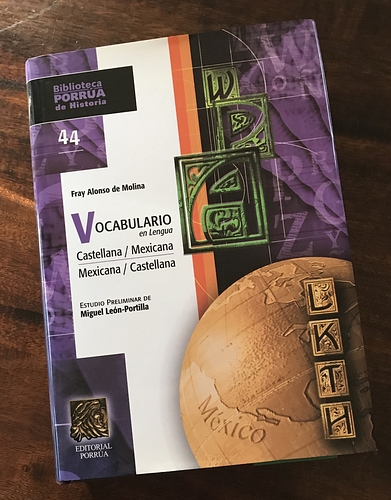 Biblioteca
PORRÚA
de Historia
44
Fray Alonso de Molina
VOCABULARIO
en Lengua
Castellana / Mexicana
Mexicana / Castellana
ESTUDIO PRELIMINAR DE
Miguel León-Portilla
W
L
K
T
H
México
EDITORIAL
PORRÚA